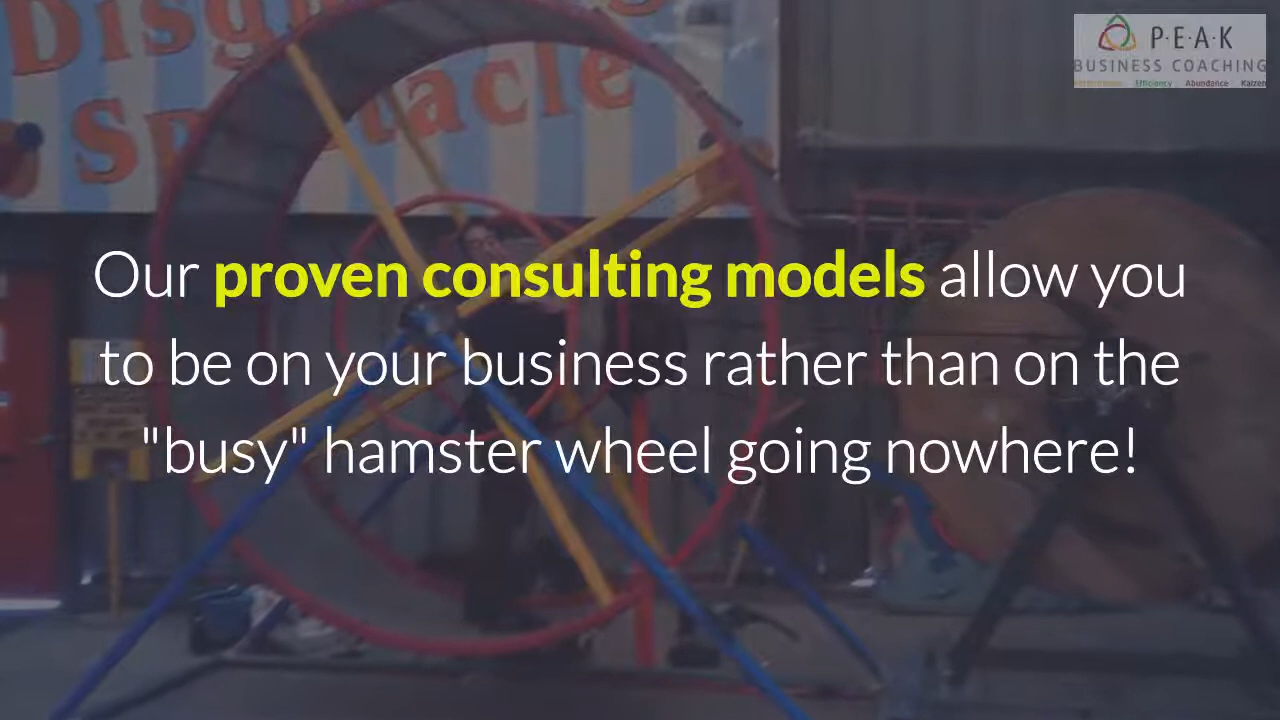 P·E·A·K
BUSINESS COACHING
Efficiency Abundance Kaizen
Our proven consulting models allow you
to be on your business rather than on the
"busy" hamster wheel going nowhere!